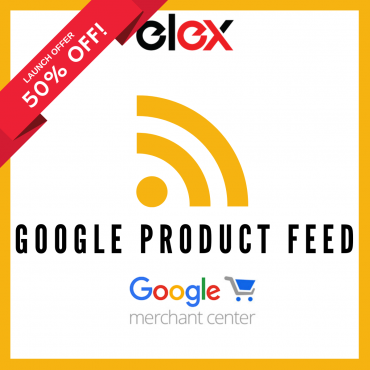 elex
LAUNCH OFFER
50% OFF!
GOOGLE PRODUCT FEED
Google
merchant center